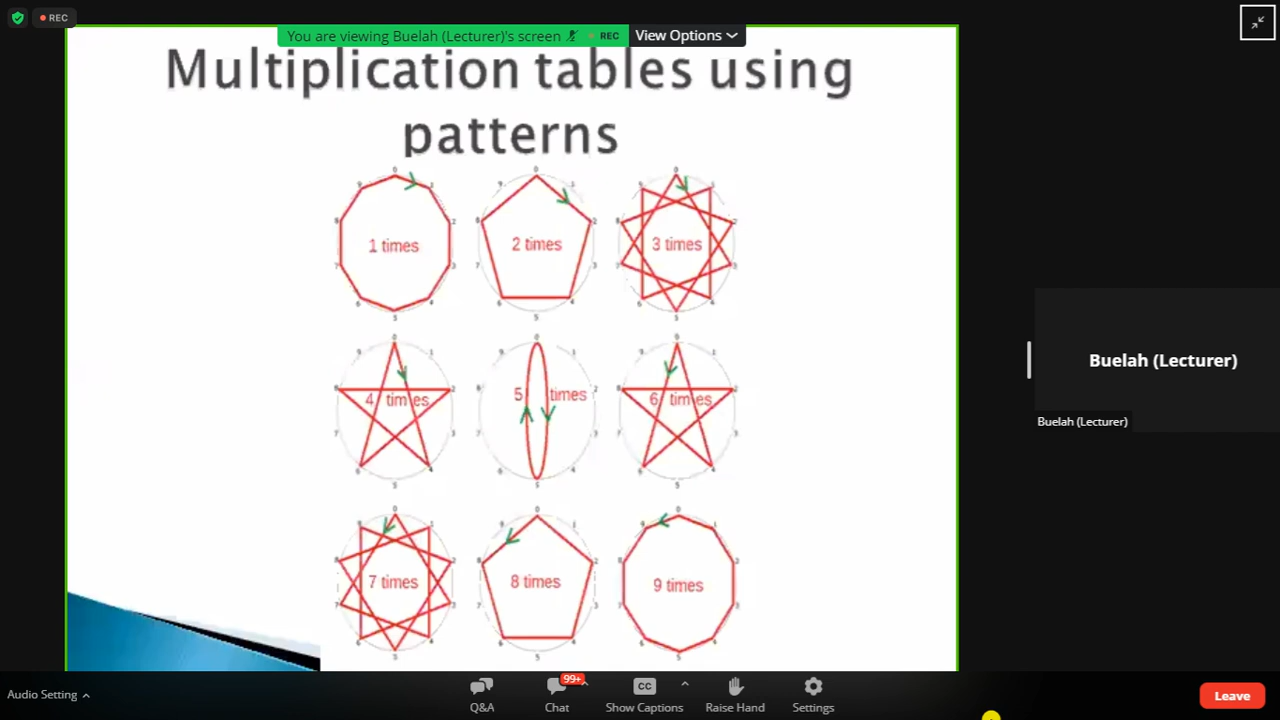 REC
You are viewing Buelah (Lecturer)'s screen REC View Options
Multiplication tables using
patterns
1 times
2 times
3 times
4 times
5 times
6 times
7 times
8 times
9 times
Buelah (Lecturer)
Buelah (Lecturer)
Audio Setting
Q&A
99+
Chat
CC
Show Captions
Raise Hand
Settings
Leave